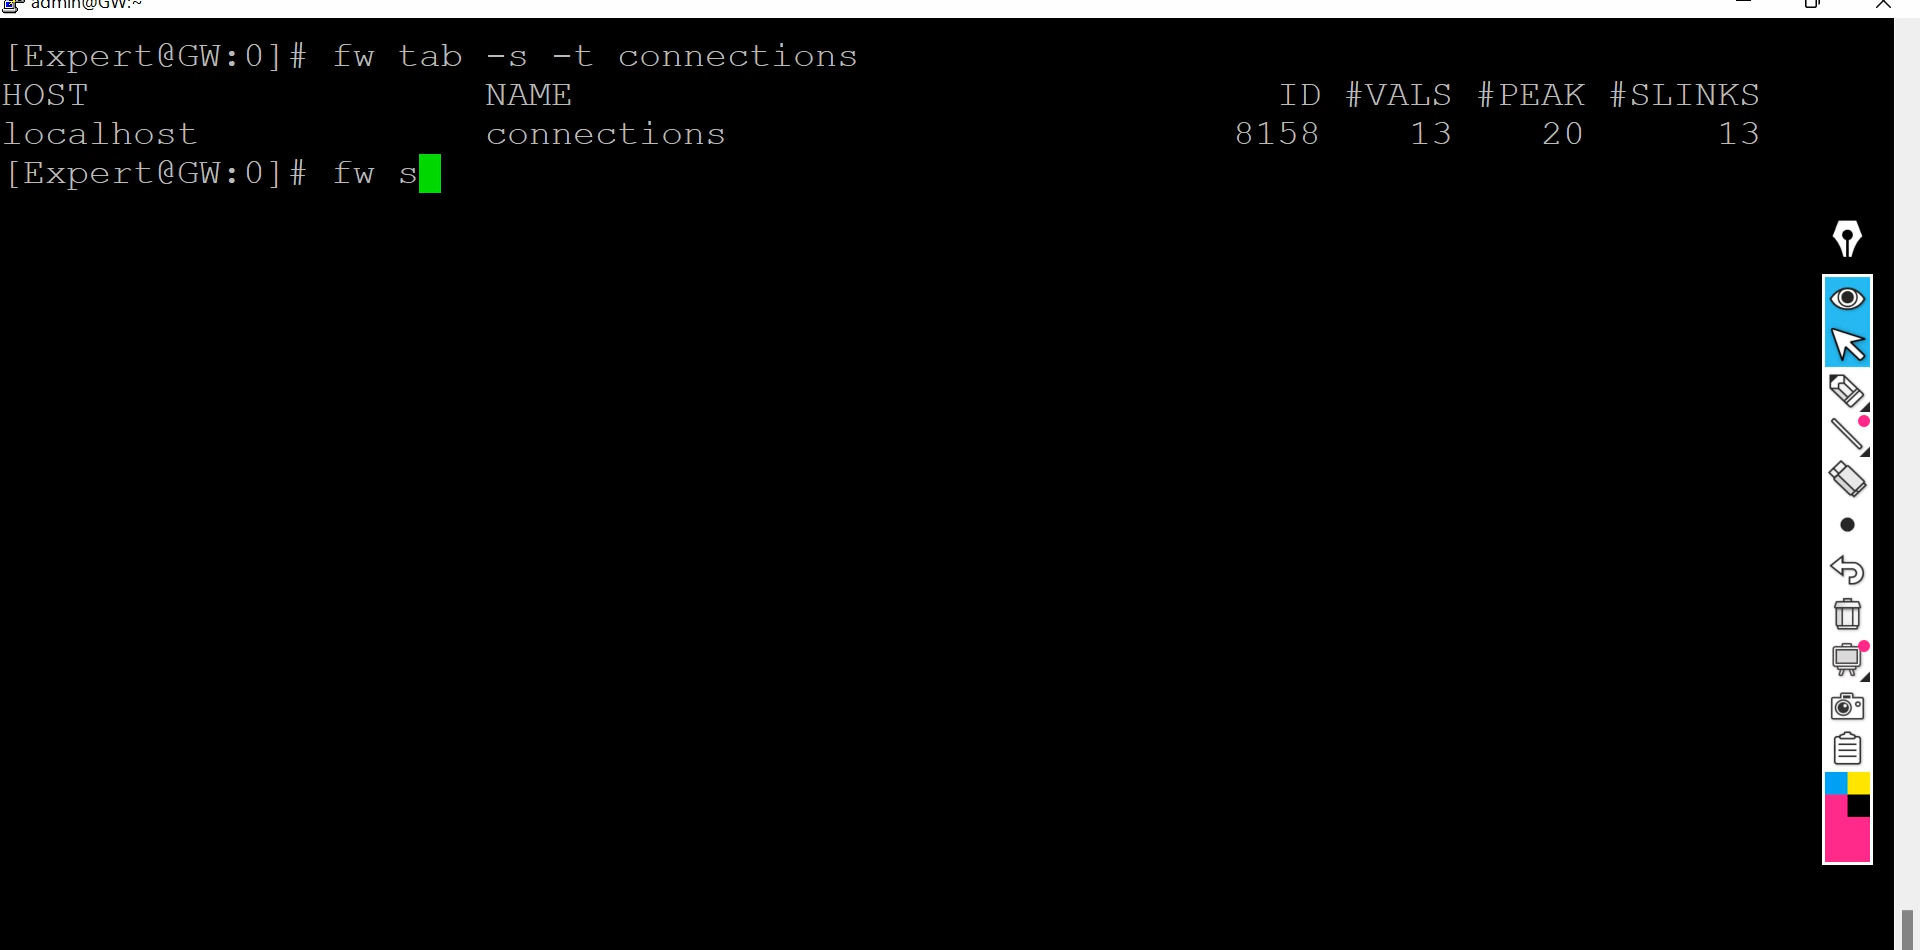 admin@GW:~
[Expert@GW:0]# fw tab -s -t connections
HOST NAME ID #VALS #PEAK #SLINKS
localhost connections 8158 13 20 13
[Expert@GW:0]# fw s